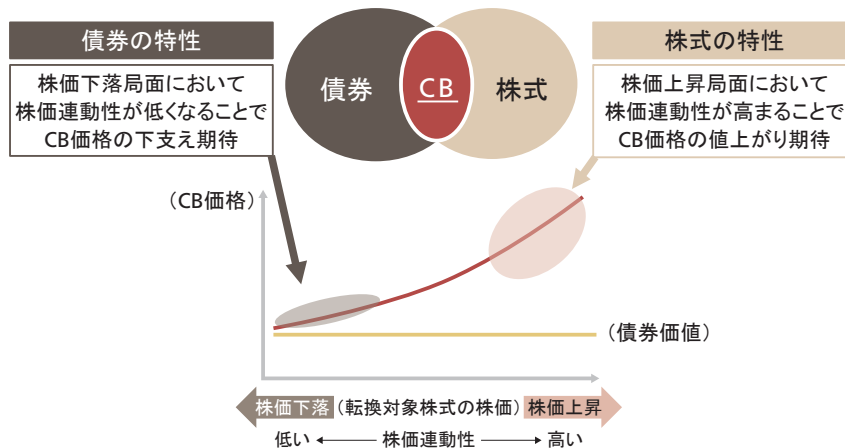 債券の特性
株価下落局面において
株価連動性が低くなることで
CB価格の下支え期待
債券
CB
株式
株式の特性
株価上昇局面において
株価連動性が高まることで
CB価格の値上がり期待
(CB価格)
(債券価値)
株価下落 (転換対象株式の株価) 株価上昇
低い 株価連動性 高い